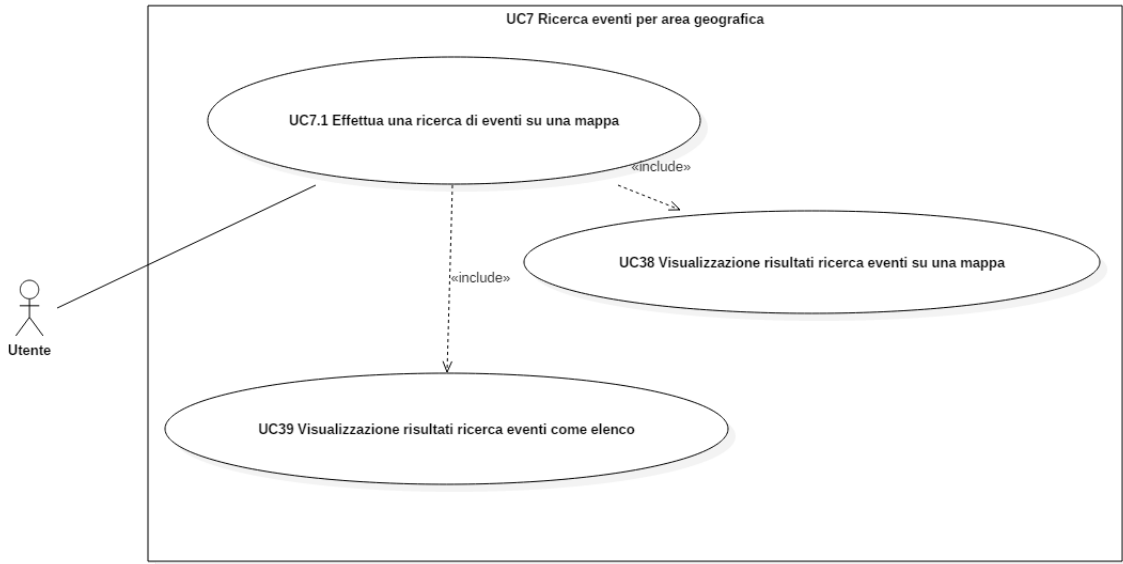 UC7 Ricerca eventi per area geografica
UC7.1 Effettua una ricerca di eventi su una mappa
«include»
UC38 Visualizzazione risultati ricerca eventi su una mappa
«include»
Utente
UC39 Visualizzazione risultati ricerca eventi come elenco